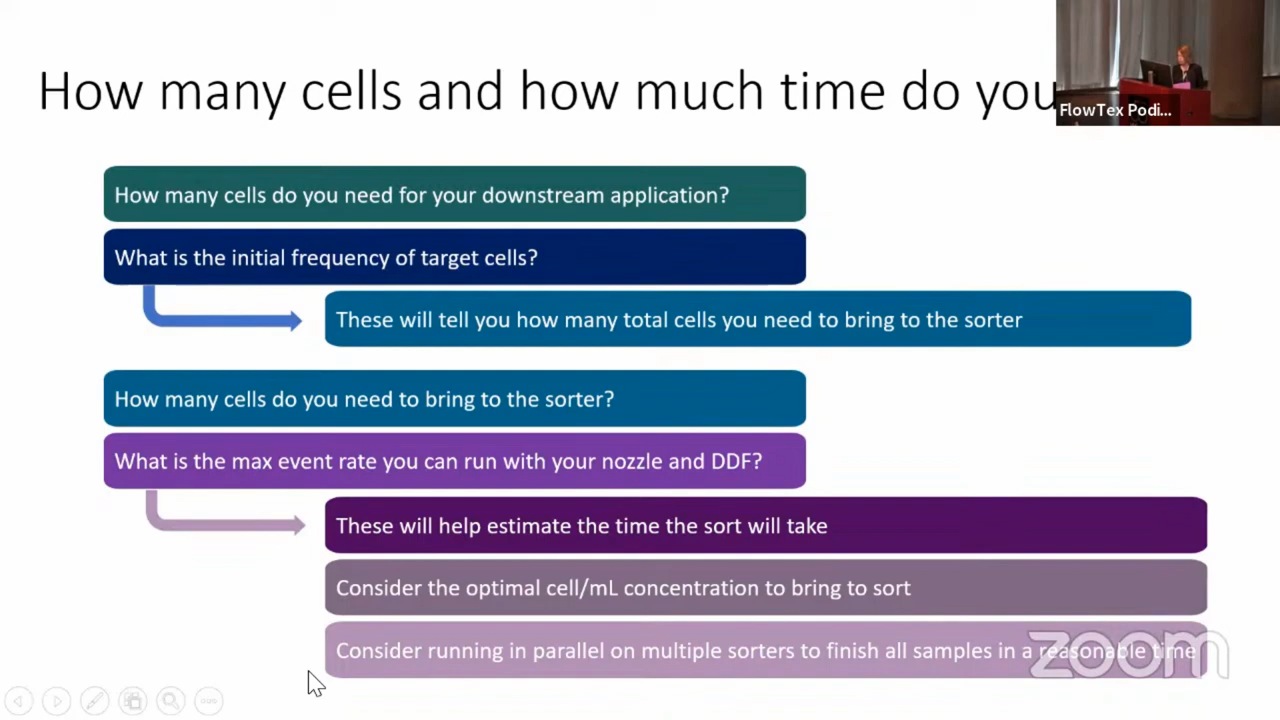 How many cells and how much time do you
FlowTex Podi...
How many cells do you need for your downstream application?
What is the initial frequency of target cells?
These will tell you how many total cells you need to bring to the sorter
How many cells do you need to bring to the sorter?
What is the max event rate you can run with your nozzle and DDF?
These will help estimate the time the sort will take
Consider the optimal cell/mL concentration to bring to sort
Consider running in parallel on multiple sorters to finish all samples in a reasonable time
zoom